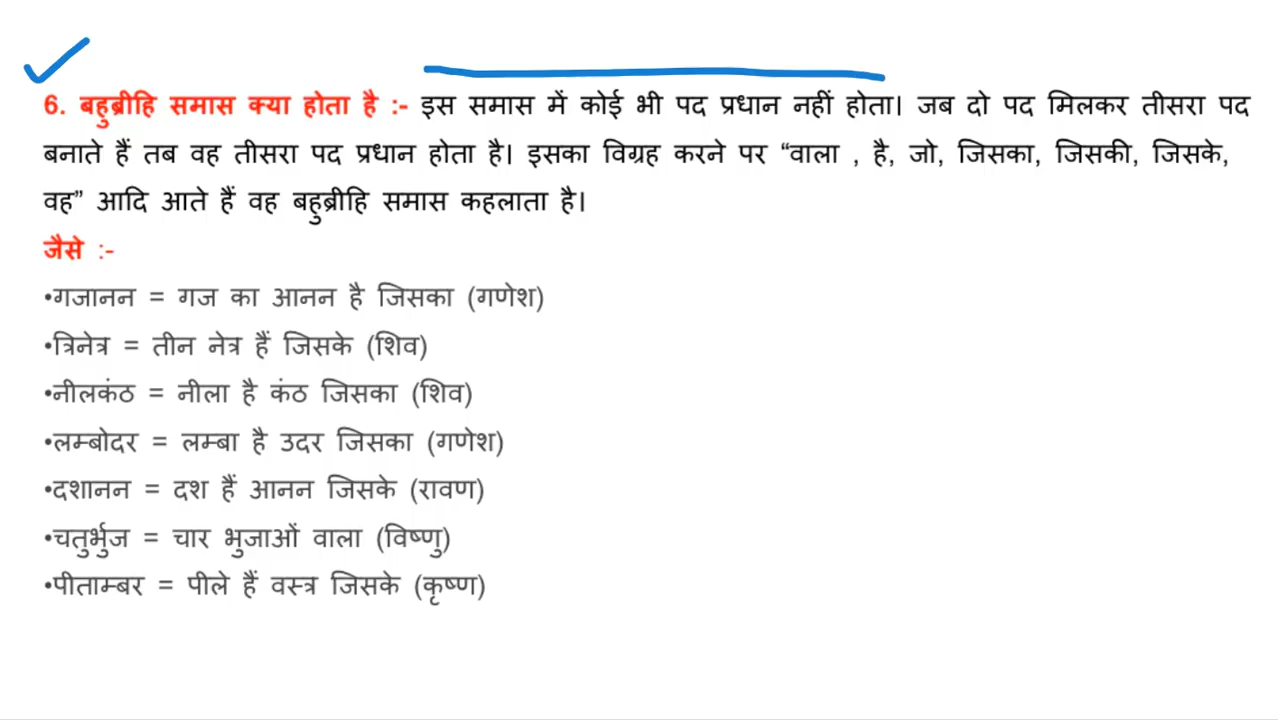 6. बहुब्रीहि समास क्या होता है :- इस समास में कोई भी पद प्रधान नहीं होता। जब दो पद मिलकर तीसरा पद
बनाते हैं तब वह तीसरा पद प्रधान होता है। इसका विग्रह करने पर “वाला , है, जो, जिसका, जिसकी, जिसके,
वह” आदि आते हैं वह बहुब्रीहि समास कहलाता है।
जैसे :-
•गजानन = गज का आनन है जिसका (गणेश)
•त्रिनेत्र = तीन नेत्र हैं जिसके (शिव)
•नीलकंठ = नीला है कंठ जिसका (शिव)
•लम्बोदर = लम्बा है उदर जिसका (गणेश)
•दशानन = दश हैं आनन जिसके (रावण)
•चतुर्भुज = चार भुजाओं वाला (विष्णु)
•पीताम्बर = पीले हैं वस्त्र जिसके (कृष्ण)